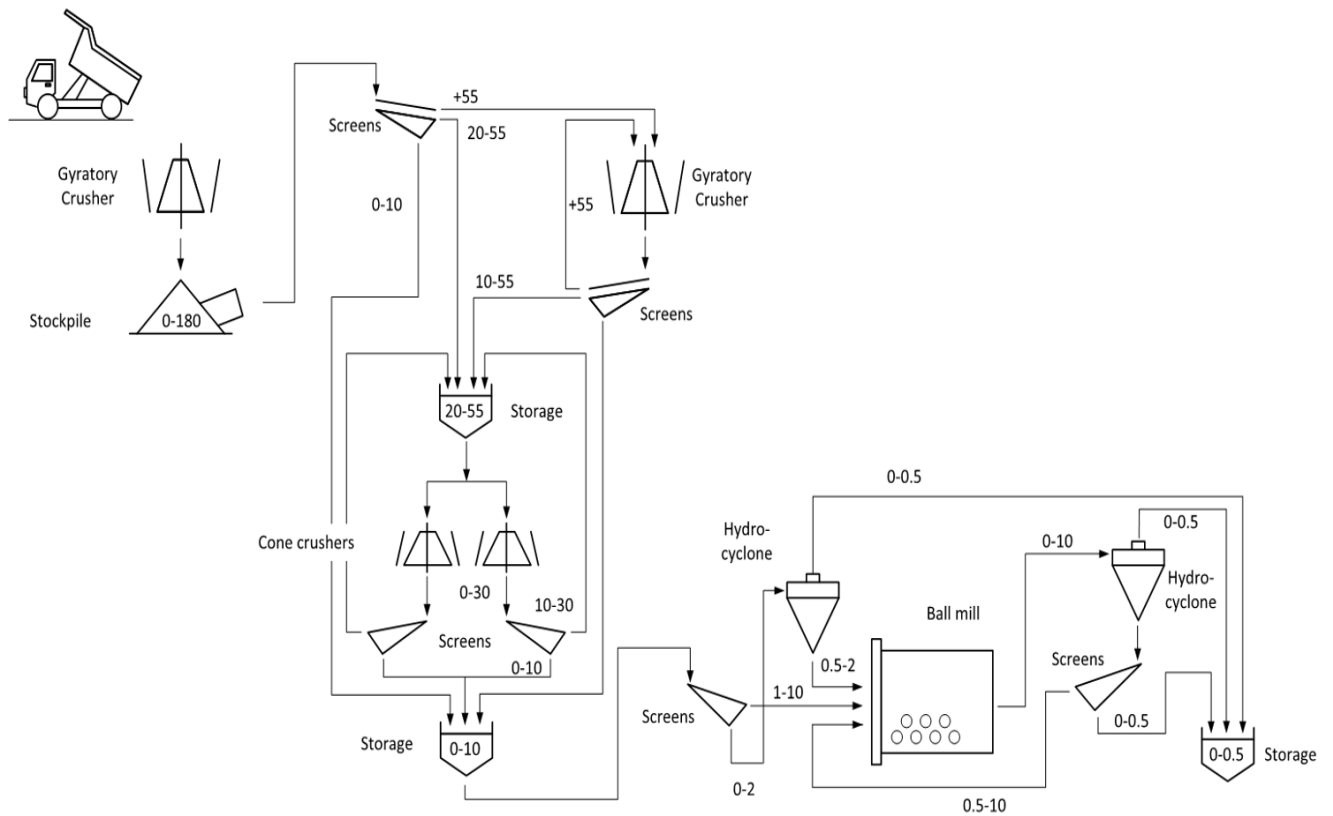 +55
Screens
20-55
Gyratory
Crusher
Gyratory
Crusher
0-10
+55
10-55
Stockpile
0-180
Screens
20-55
Storage
0-0.5
Hydro-
cyclone
0-0.5
Cone crushers
0-10
Hydro-
cyclone
0-30
10-30
Ball mill
Screens
0-10
0.5-2
Screens
1-10
Screens
0-0.5
Storage
0-10
0-0.5
Storage
0-2
0.5-10